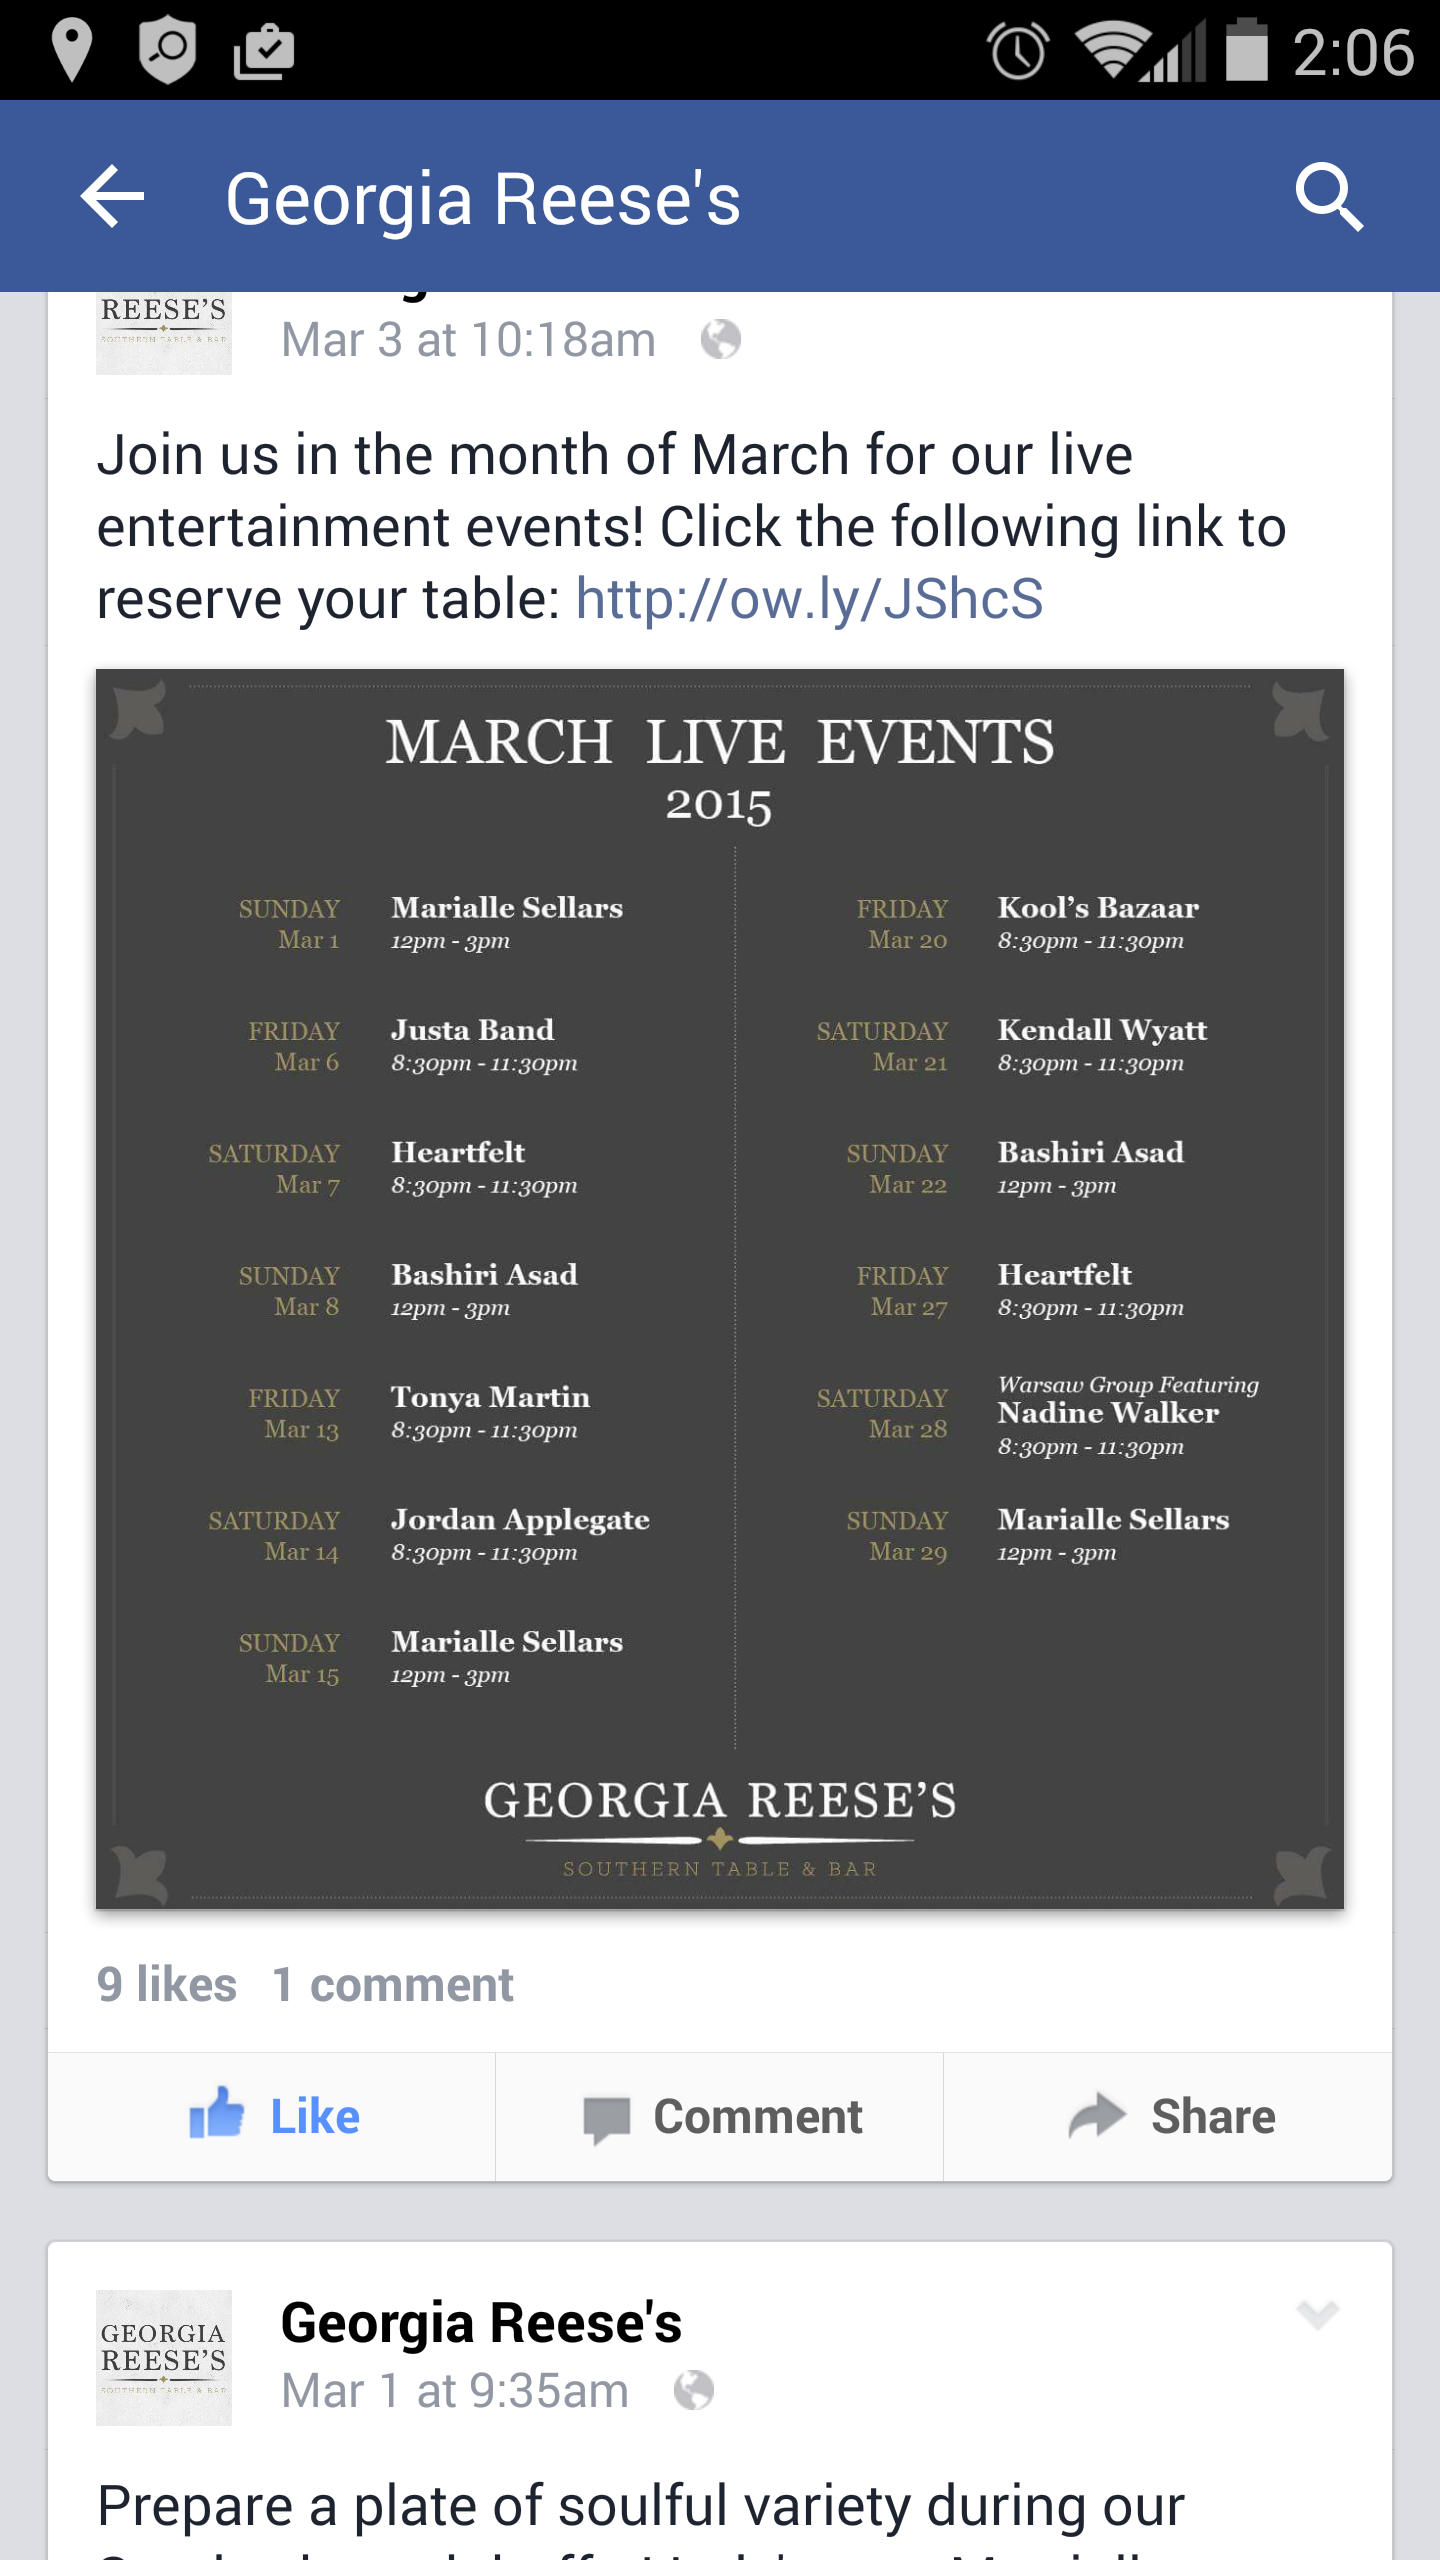 2:06
Georgia Reese's
REESE'S
SOUTHERN TABLE & BAR
Mar 3 at 10:18am
Join us in the month of March for our live
entertainment events! Click the following link to
reserve your table: http://ow.ly/JShcS
MARCH LIVE EVENTS
2015
SUNDAY
Mar 1
Marialle Sellars
12pm - 3pm
FRIDAY
Mar 6
Justa Band
8:30pm - 11:30pm
SATURDAY
Mar 7
Heartfelt
8:30pm - 11:30pm
SUNDAY
Mar 8
Bashiri Asad
12pm - 3pm
FRIDAY
Mar 13
Tonya Martin
8:30pm - 11:30pm
SATURDAY
Mar 14
Jordan Applegate
8:30pm - 11:30pm
SUNDAY
Mar 15
Marialle Sellars
12pm - 3pm
FRIDAY
Mar 20
Kool's Bazaar
8:30pm - 11:30pm
SATURDAY
Mar 21
Kendall Wyatt
8:30pm - 11:30pm
SUNDAY
Mar 22
Bashiri Asad
12pm - 3pm
FRIDAY
Mar 27
Heartfelt
8:30pm - 11:30pm
SATURDAY
Mar 28
Warsaw Group Featuring
Nadine Walker
8:30pm - 11:30pm
SUNDAY
Mar 29
Marialle Sellars
12pm - 3pm
GEORGIA REESE'S
SOUTHERN TABLE & BAR
9 likes 1 comment
Like Comment Share
GEORGIA
REESE'S
SOUTHERN TABLE & BAR
Georgia Reese's
Mar 1 at 9:35am
Prepare a plate of soulful variety during our